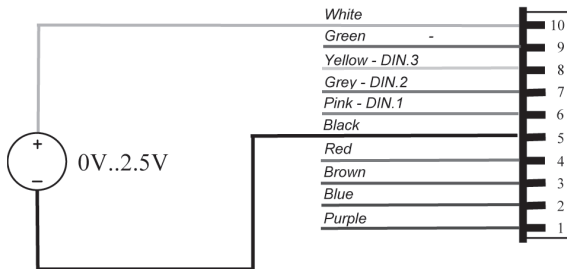 White 10
Green - 9
Yellow - DIN.3 8
Grey - DIN.2 7
Pink - DIN.1 6
Black 5
Red 4
+
0V..2.5V
–
Brown 3
Blue 2
Purple 1